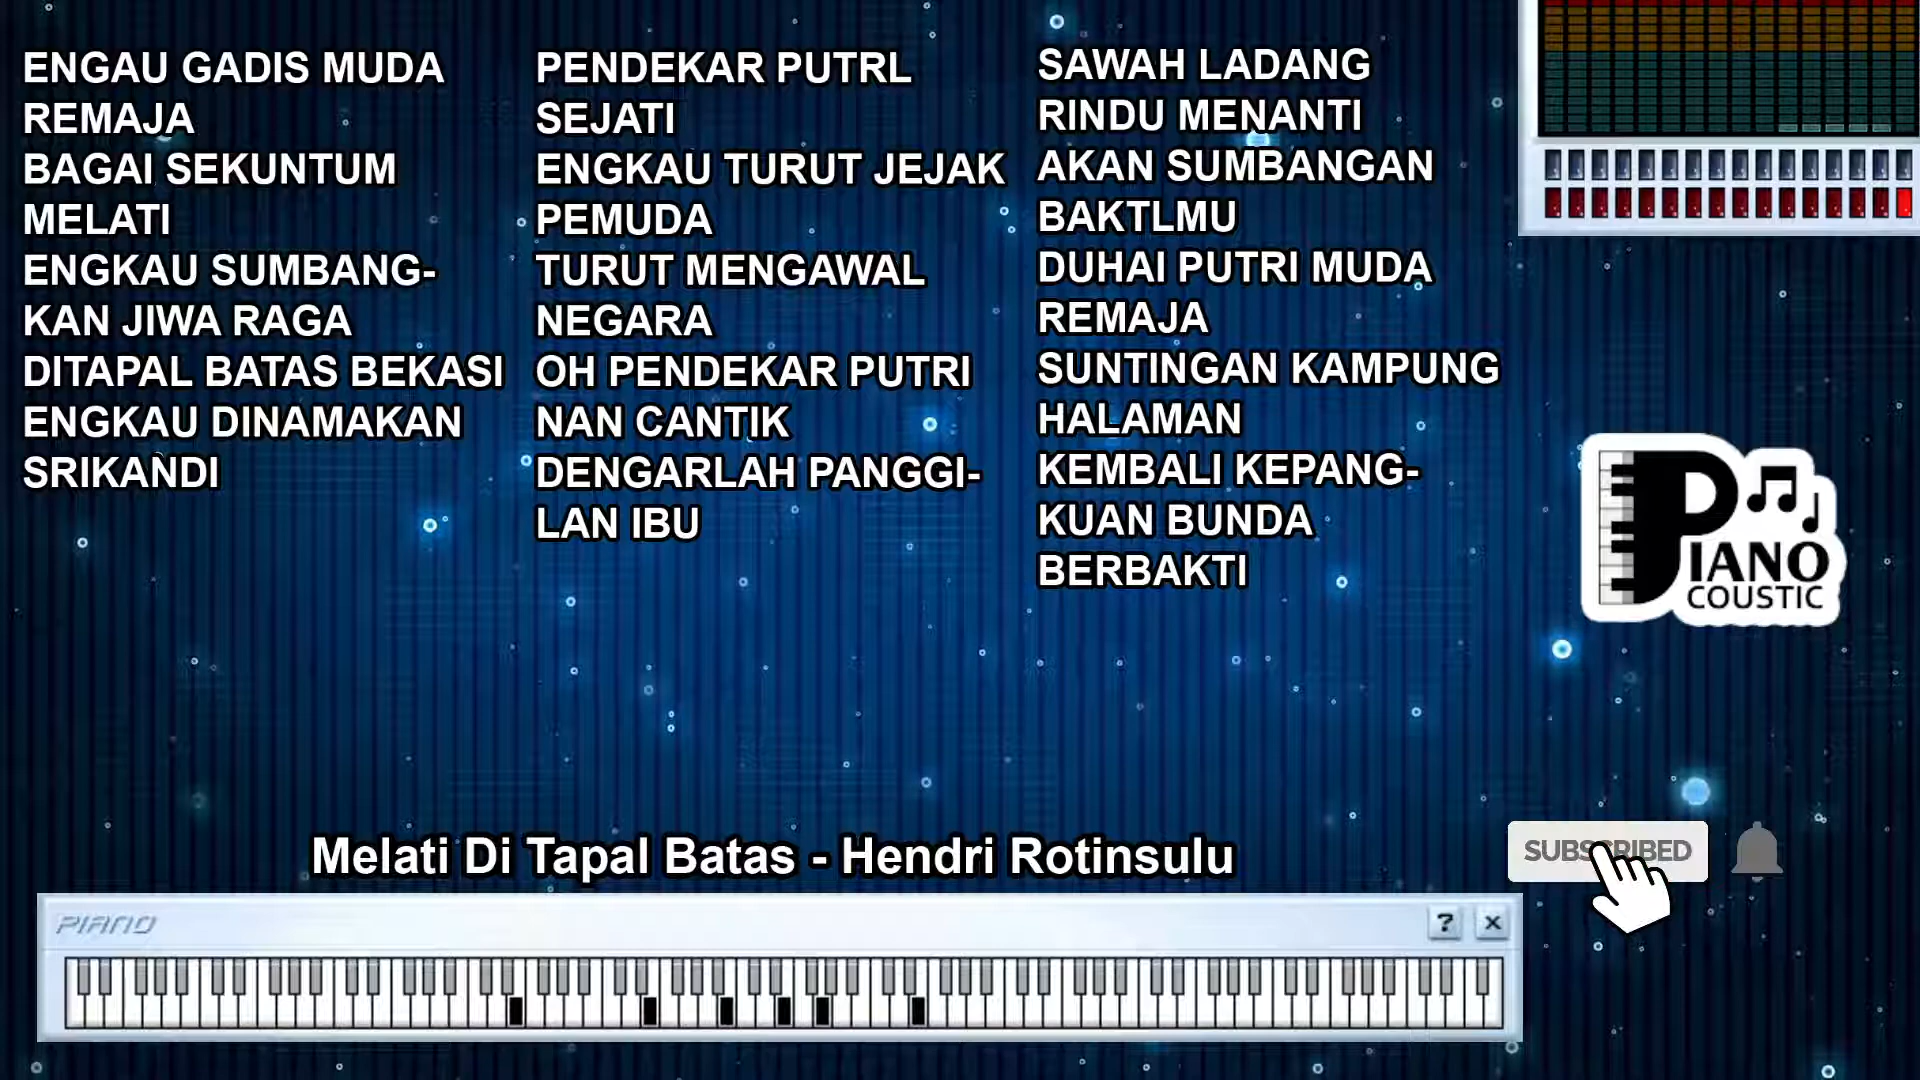 ENGAU GADIS MUDA
REMAJA
BAGAI SEKUNTUM
MELATI
ENGKAU SUMBANG-
KAN JIWA RAGA
DITAPAL BATAS BEKASI
ENGKAU DINAMAKAN
SRIKANDI
PENDEKAR PUTRL
SEJATI
ENGKAU TURUT JEJAK
PEMUDA
TURUT MENGAWAL
NEGARA
OH PENDEKAR PUTRI
NAN CANTIK
DENGARLAH PANGGI-
LAN IBU
SAWAH LADANG
RINDU MENANTI
AKAN SUMBANGAN
BAKTLMU
DUHAI PUTRI MUDA
REMAJA
SUNTINGAN KAMPUNG
HALAMAN
KEMBALI KEPANG-
KUAN BUNDA
BERBAKTI
PIANO
COUSTIC
Melati Di Tapal Batas - Hendri Rotinsulu
SUBSCRIBED
PIANO
? X